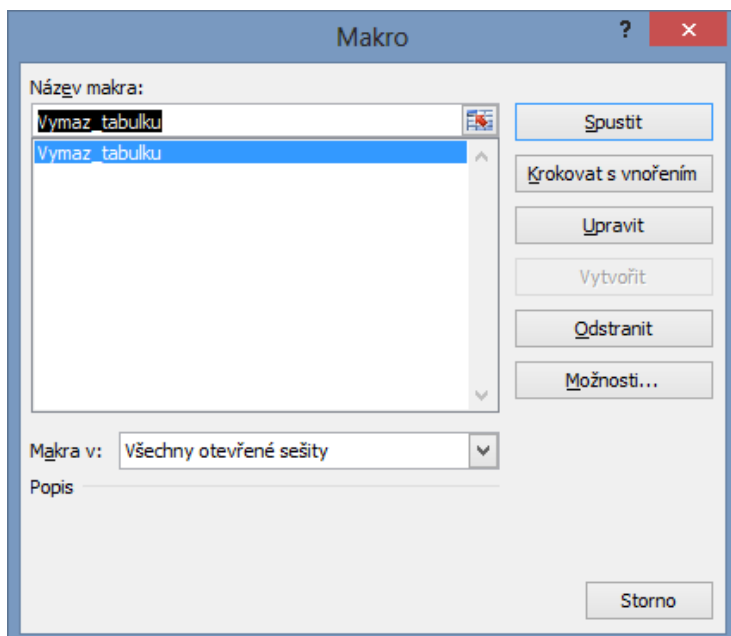 Makro
?
Název makra:
Vymaz_tabulku
Vymaz_tabulku
Spustit
Krokovat s vnořením
Upravit
Vytvořit
Odstranit
Možnosti...
Makra v: Všechny otevřené sešity
Popis
Storno